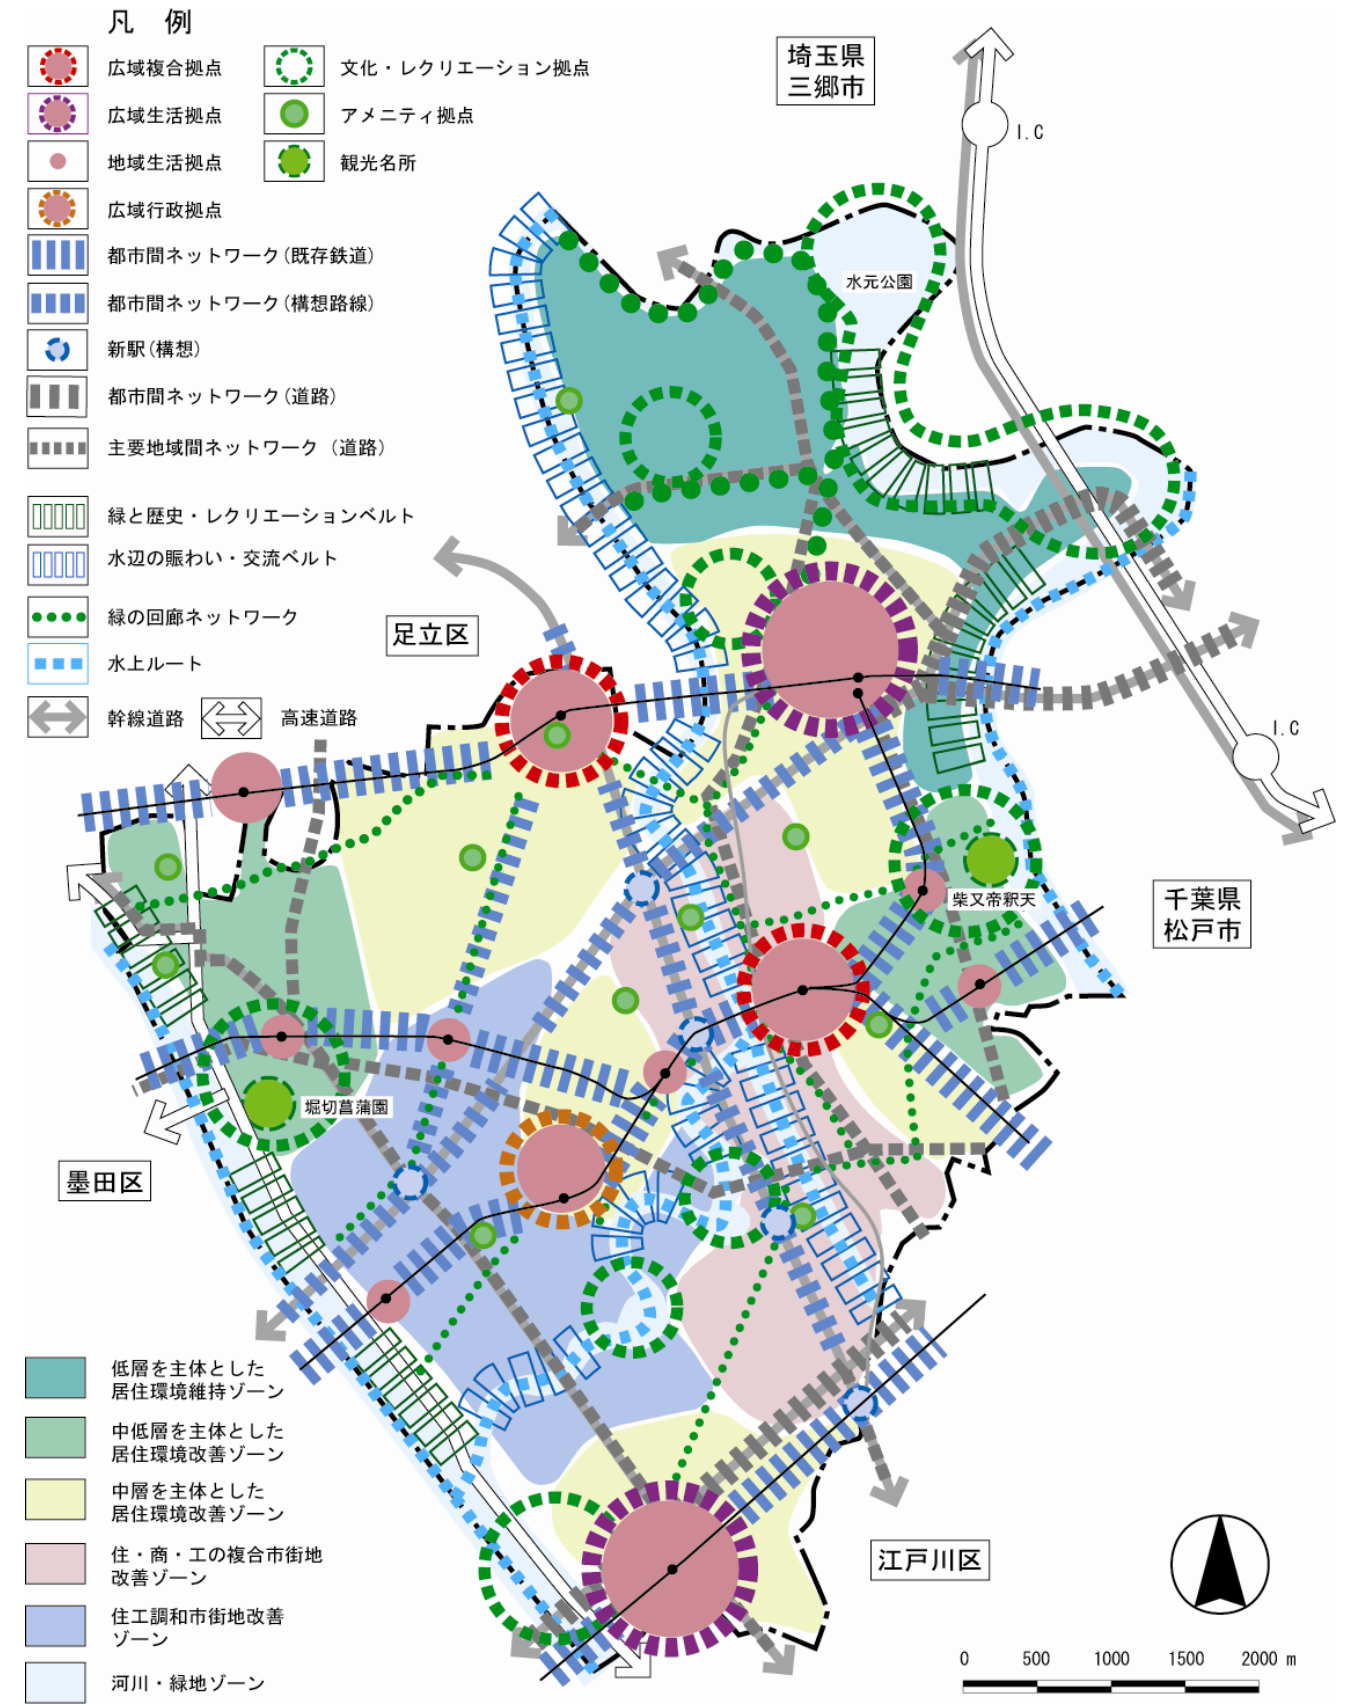 凡 例
広域複合拠点
文化・レクリエーション拠点
広域生活拠点
アメニティ拠点
地域生活拠点
観光名所
広域行政拠点
都市間ネットワーク(既存鉄道)
都市間ネットワーク(構想路線)
新駅(構想)
都市間ネットワーク(道路)
主要地域間ネットワーク(道路)
緑と歴史・レクリエーションベルト
水辺の賑わい・交流ベルト
緑の回廊ネットワーク
水上ルート
幹線道路
高速道路
埼玉県
三郷市
I.C
水元公園
足立区
I.C
柴又帝釈天
千葉県
松戸市
堀切菖蒲園
墨田区
江戸川区
低層を主体とした
居住環境維持ゾーン
中低層を主体とした
居住環境改善ゾーン
中層を主体とした
居住環境改善ゾーン
住・商・工の複合市街地
改善ゾーン
住工調和市街地改善
ゾーン
河川・緑地ゾーン
0 500 1000 1500 2000 m